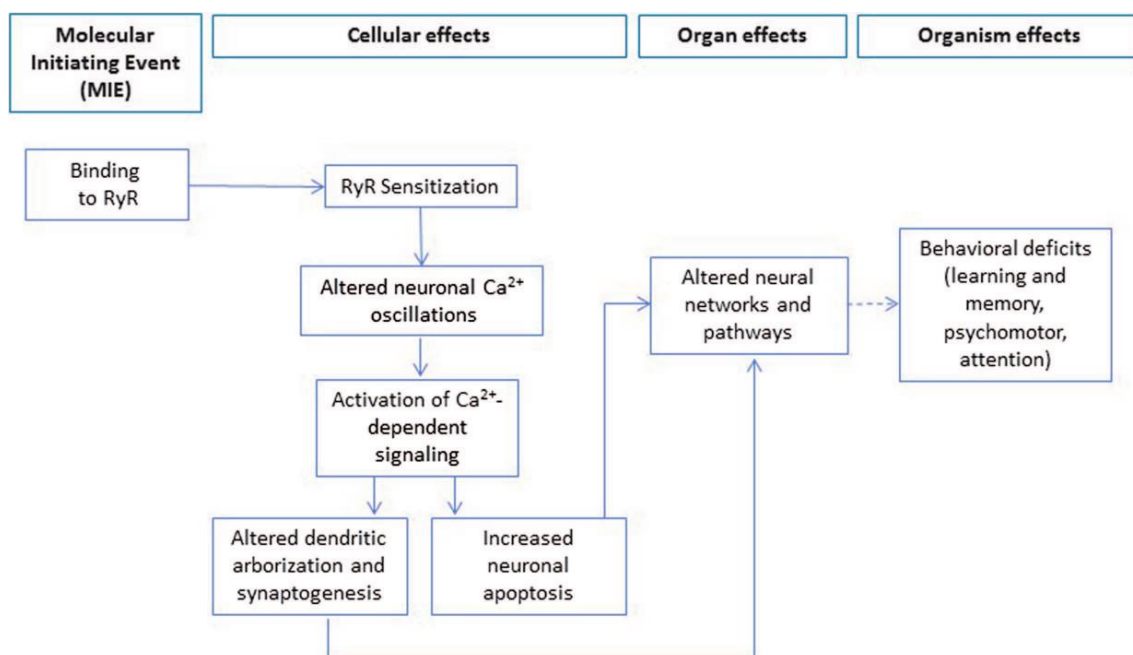 Molecular
Initiating Event
(MIE)
Cellular effects
Organ effects
Organism effects
Binding
to RyR
RyR Sensitization
Altered neuronal Ca²⁺
oscillations
Activation of Ca²⁺-
dependent
signaling
Altered dendritic
arborization and
synaptogenesis
Increased
neuronal
apoptosis
Altered neural
networks and
pathways
Behavioral deficits
(learning and
memory,
psychomotor,
attention)